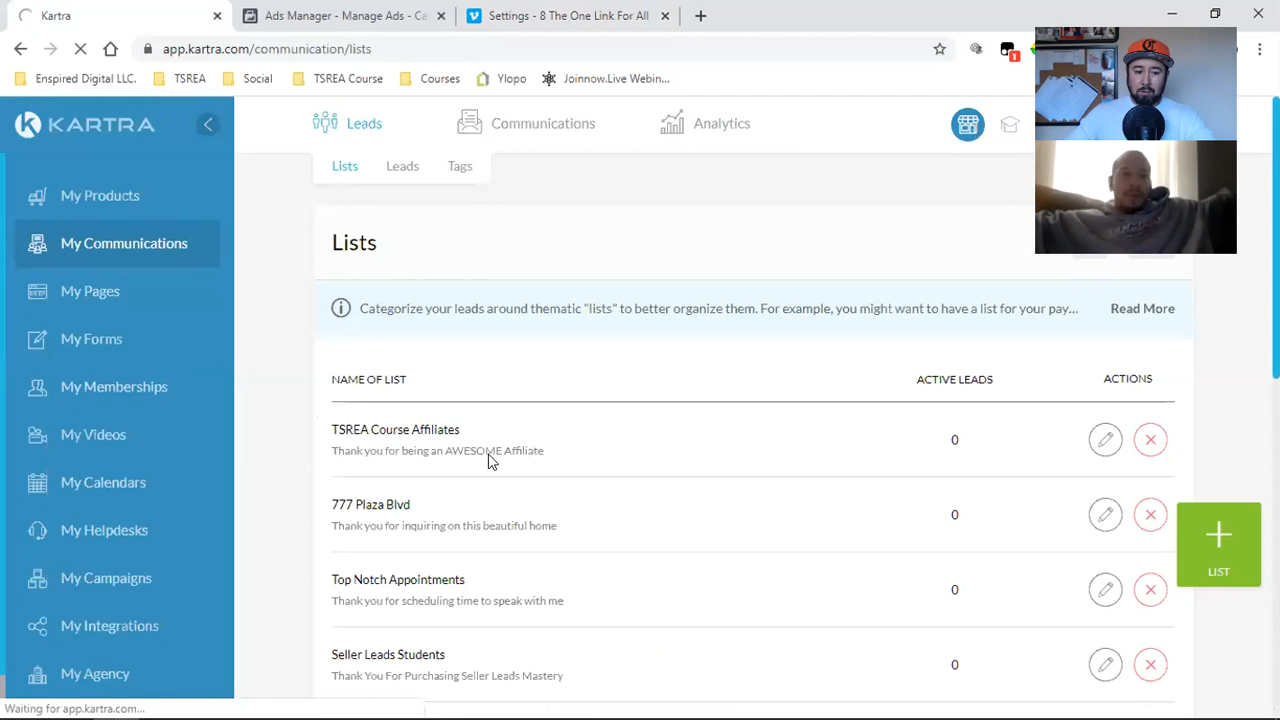 Kartra
Ads Manager - Manage Ads - Ca
Settings - 8 The One Link For All
app.kartra.com/communication/lists
1
Enspired Digital LLC.
TSREA
Social
TSREA Course
Courses
Ylopo
Joinnow.Live Webin...
KARTRA
Leads
Communications
Analytics
Lists
Leads
Tags
My Products
My Communications
My Pages
My Forms
My Memberships
My Videos
My Calendars
My Helpdesks
My Campaigns
My Integrations
My Agency
Lists
Categorize your leads around thematic "lists" to better organize them. For example, you might want to have a list for your pay...
Read More
NAME OF LIST
ACTIVE LEADS
ACTIONS
TSREA Course Affiliates
Thank you for being an AWESOME Affiliate
0
777 Plaza Blvd
Thank you for inquiring on this beautiful home
0
Top Notch Appointments
Thank you for scheduling time to speak with me
0
Seller Leads Students
Thank You For Purchasing Seller Leads Mastery
0
LIST
Waiting for app.kartra.com...